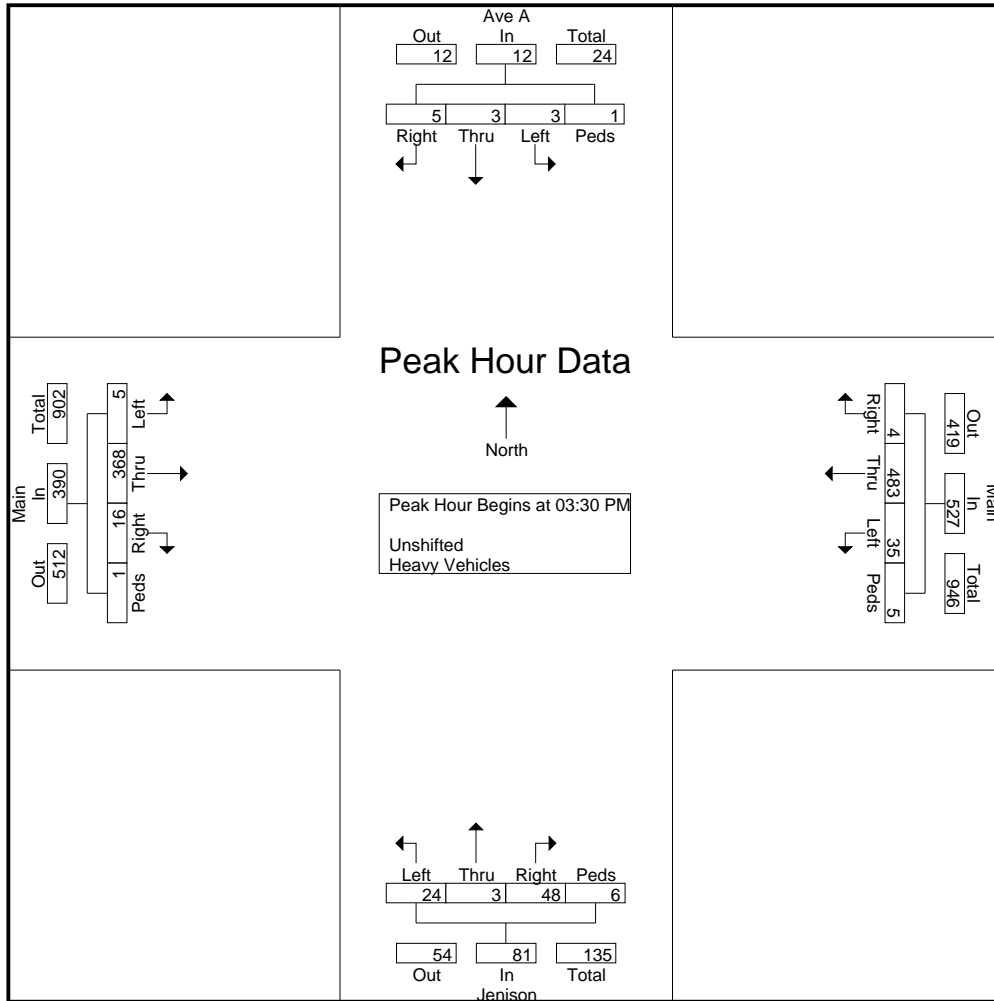 Ave A
Out In Total
12 12 24
5 3 3 1
Right Thru Left Peds
Peak Hour Data
North
Peak Hour Begins at 03:30 PM
Unshifted
Heavy Vehicles
Main
Total In Out
902 390 512
5 368 16 1
Left Thru Right Peds
Main
Out In Total
419 527 946
4 483 35 5
Right Thru Left Peds
Left Thru Right Peds
24 3 48 6
54 81 135
Out In Total
Jenison